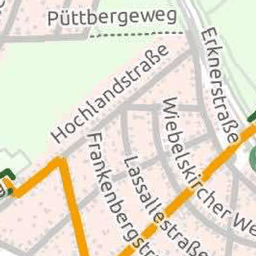 Püttbergeweg
Hochlandstraße
Erknerstraße
Wiebelskircher We
Lassallestraße
Frankenbergstr